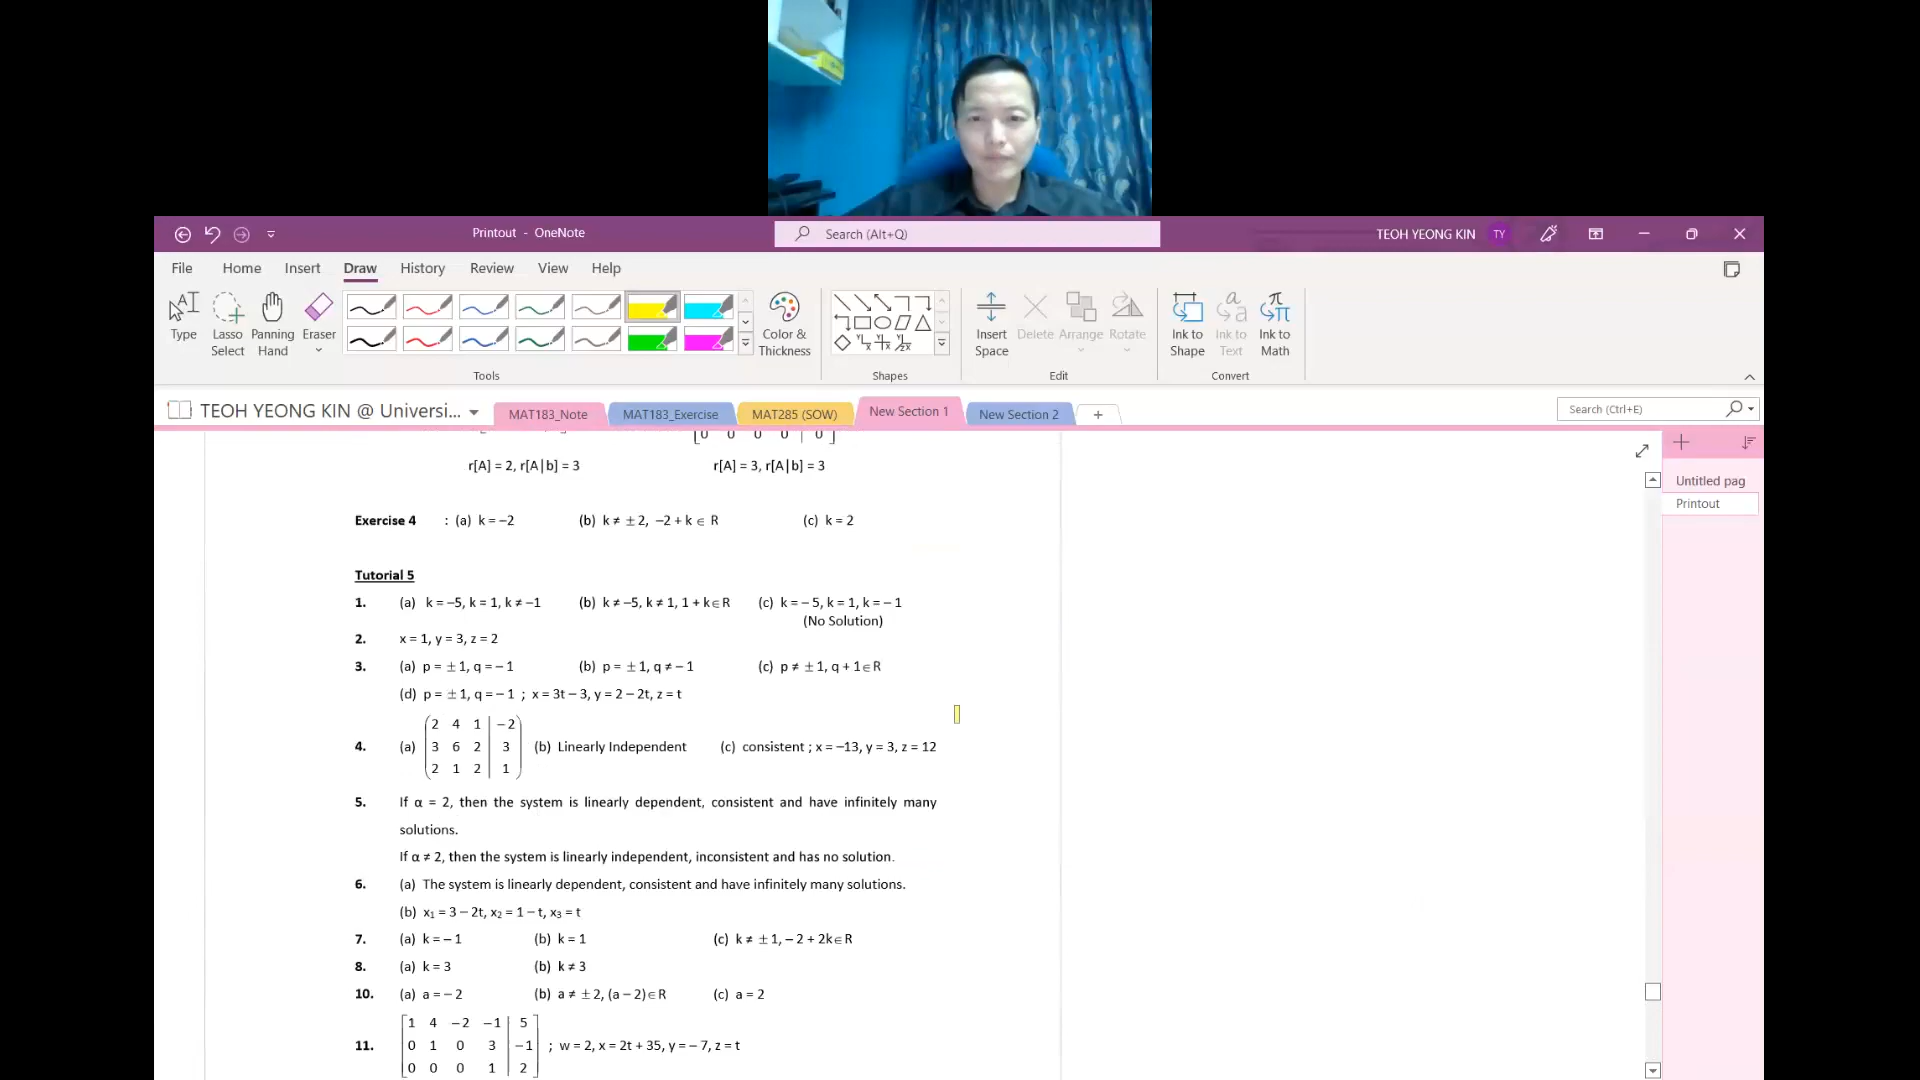 Printout - OneNote
Search (Alt+Q)
TEOH YEONG KIN TY
File Home Insert Draw History Review View Help
Type
Lasso Select
Panning Hand
Eraser
Color & Thickness
Insert Space
Delete
Arrange
Rotate
Ink to Shape
Ink to Text
Ink to Math
Tools Shapes Edit Convert
TEOH YEONG KIN @ Universi...
MAT183_Note MAT183_Exercise MAT285 (SOW) New Section 1 New Section 2 +
Search (Ctrl+E)
Untitled pag
Printout
0 0 0 0 | 0
r[A] = 2, r[A|b] = 3 r[A] = 3, r[A|b] = 3
Exercise 4 : (a) k = −2 (b) k ≠ ± 2, −2 + k ∈ R (c) k = 2
Tutorial 5
1. (a) k = −5, k = 1, k ≠ −1 (b) k ≠ −5, k ≠ 1, 1 + k ∈ R (c) k = − 5, k = 1, k = − 1
(No Solution)
2. x = 1, y = 3, z = 2
3. (a) p = ± 1, q = − 1 (b) p = ± 1, q ≠ − 1 (c) p ≠ ± 1, q + 1 ∈ R
(d) p = ± 1, q = − 1 ; x = 3t − 3, y = 2 − 2t, z = t
2 4 1 | −2
4. (a) 3 6 2 | 3 (b) Linearly Independent (c) consistent ; x = −13, y = 3, z = 12
2 1 2 | 1
5. If α = 2, then the system is linearly dependent, consistent and have infinitely many
solutions.
If α ≠ 2, then the system is linearly independent, inconsistent and has no solution.
6. (a) The system is linearly dependent, consistent and have infinitely many solutions.
(b) x₁ = 3 − 2t, x₂ = 1 − t, x₃ = t
7. (a) k = − 1 (b) k = 1 (c) k ≠ ± 1, − 2 + 2k ∈ R
8. (a) k = 3 (b) k ≠ 3
10. (a) a = − 2 (b) a ≠ ± 2, (a − 2) ∈ R (c) a = 2
1 4 −2 −1 | 5
11. 0 1 0 3 | −1 ; w = 2, x = 2t + 35, y = − 7, z = t
0 0 0 1 | 2